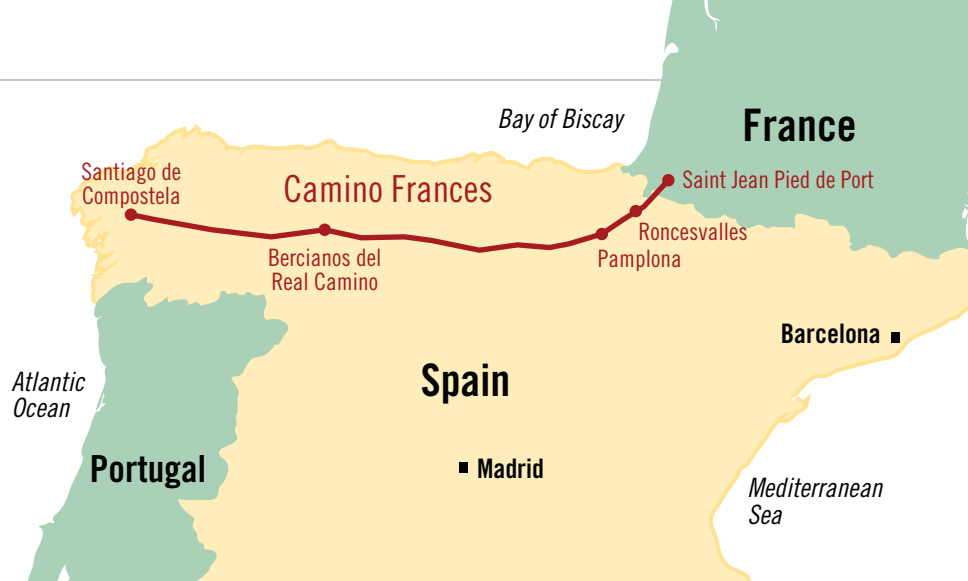 Bay of Biscay
France
Santiago de
Compostela
Camino Frances
Saint Jean Pied de Port
Roncesvalles
Pamplona
Bercianos del
Real Camino
Barcelona
Atlantic
Ocean
Spain
Portugal
Madrid
Mediterranean
Sea